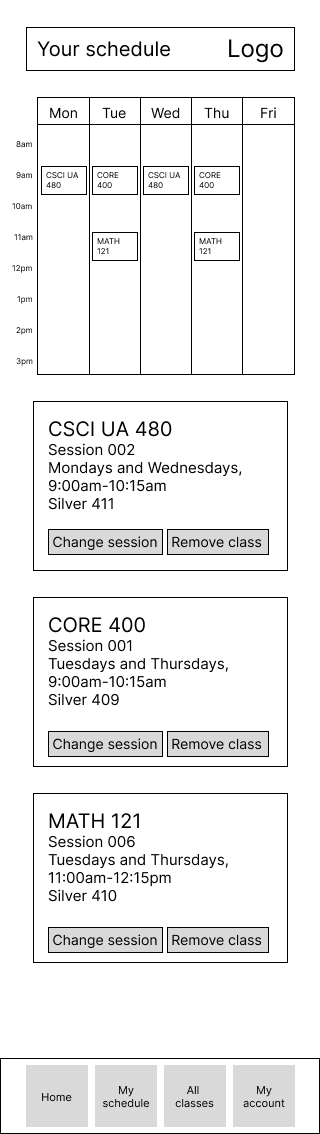 Your schedule Logo
Mon Tue Wed Thu Fri
8am
9am
CSCI UA
480
CORE
400
CSCI UA
480
CORE
400
10am
11am
MATH
121
MATH
121
12pm
1pm
2pm
3pm
CSCI UA 480
Session 002
Mondays and Wednesdays,
9:00am-10:15am
Silver 411
Change session Remove class
CORE 400
Session 001
Tuesdays and Thursdays,
9:00am-10:15am
Silver 409
Change session Remove class
MATH 121
Session 006
Tuesdays and Thursdays,
11:00am-12:15pm
Silver 410
Change session Remove class
Home
My
schedule
All
classes
My
account